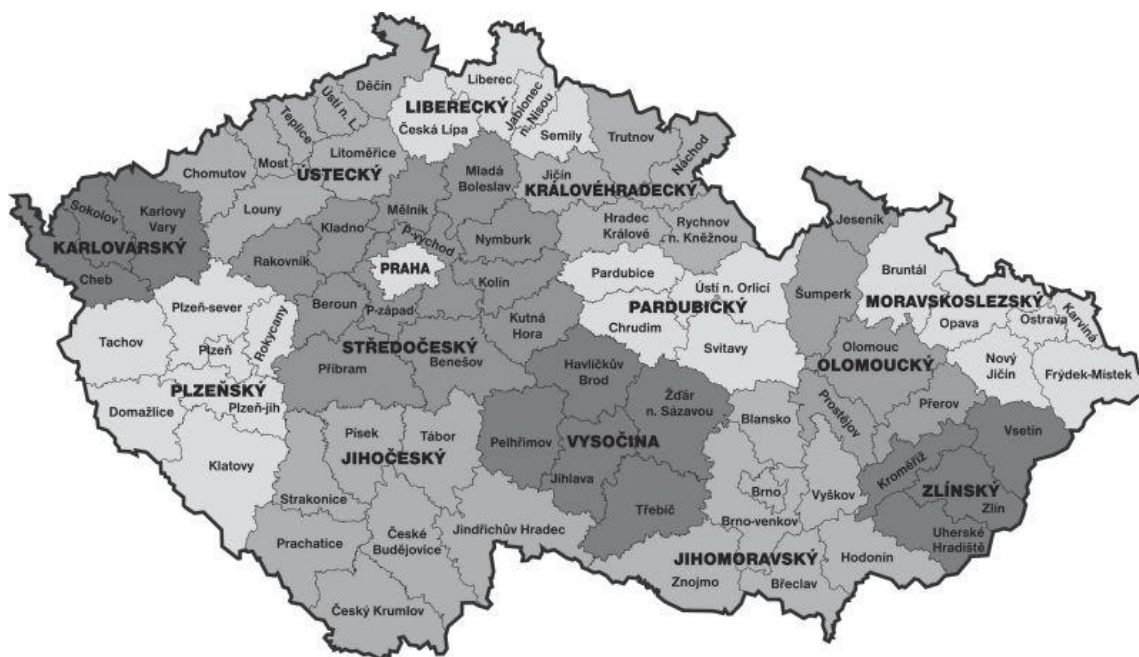 Děčín
Liberec
Ústí n. L.
Teplice
LIBERECKÝ
Jablonec
n. Nisou
Česká Lípa
Semily
Trutnov
Náchod
Most
Litoměřice
Chomutov
ÚSTECKÝ
Mladá
Boleslav
Jičín
KRÁLOVÉHRADECKÝ
Sokolov
Karlovy
Vary
Louny
Mělník
Jeseník
KARLOVARSKÝ
Kladno
P-východ
Nymburk
Hradec
Králové
Rychnov
n. Kněžnou
Rakovník
PRAHA
Cheb
Pardubice
Bruntál
Plzeň-sever
Beroun
P-západ
Kolín
Ústí n. Orlicí
Šumperk
MORAVSKOSLEZSKÝ
PARDUBICKÝ
Rokycany
Kutná
Hora
Chrudim
Opava
Ostrava
Karviná
Tachov
Plzeň
STŘEDOČESKÝ
Svitavy
Olomouc
Příbram
Benešov
Havlíčkův
Brod
OLOMOUCKÝ
Nový
Jičín
Frýdek-Místek
PLZEŇSKÝ
Domažlice
Plzeň-jih
Žďár
n. Sázavou
Prostějov
Přerov
Písek
Tábor
Pelhřimov
VYSOČINA
Blansko
Vsetín
JIHOČESKÝ
Klatovy
Kroměříž
Jihlava
Strakonice
Třebíč
Brno
Vyškov
ZLÍNSKÝ
Zlín
Jindřichův Hradec
Brno-venkov
Prachatice
České
Budějovice
Uherské
Hradiště
JIHOMORAVSKÝ
Hodonín
Znojmo
Břeclav
Český Krumlov